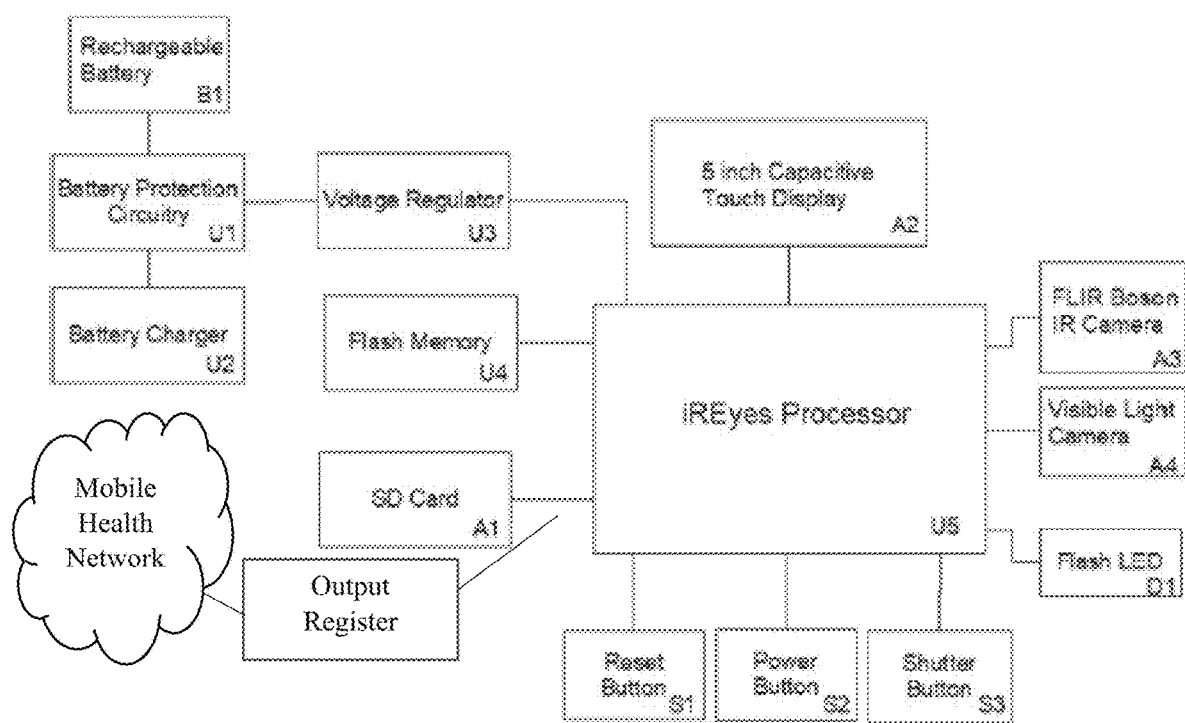 Rechargeable
Battery
B1
Battery Protection
Circuitry
U1
Voltage Regulator
U3
Battery Charger
U2
Flash Memory
U4
SD Card
A1
Mobile
Health
Network
Output
Register
5 inch Capacitive
Touch Display
A2
iREyes Processor
U5
FLIR Boson
IR Camera
A3
Visible Light
Camera
A4
Flash LED
D1
Reset
Button
S1
Power
Button
S2
Shutter
Button
S3